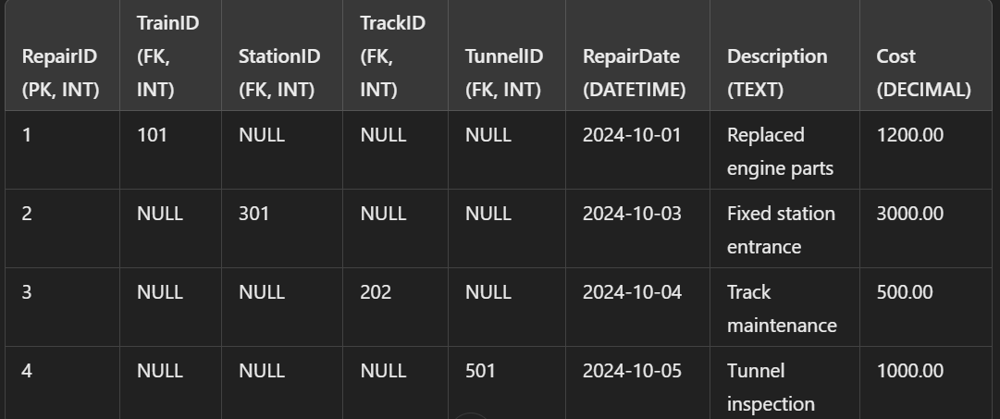 RepairID (PK, INT) TrainID (FK, INT) StationID (FK, INT) TrackID (FK, INT) TunnelID (FK, INT) RepairDate (DATETIME) Description (TEXT) Cost (DECIMAL)
1 101 NULL NULL NULL 2024-10-01 Replaced engine parts 1200.00
2 NULL 301 NULL NULL 2024-10-03 Fixed station entrance 3000.00
3 NULL NULL 202 NULL 2024-10-04 Track maintenance 500.00
4 NULL NULL NULL 501 2024-10-05 Tunnel inspection 1000.00